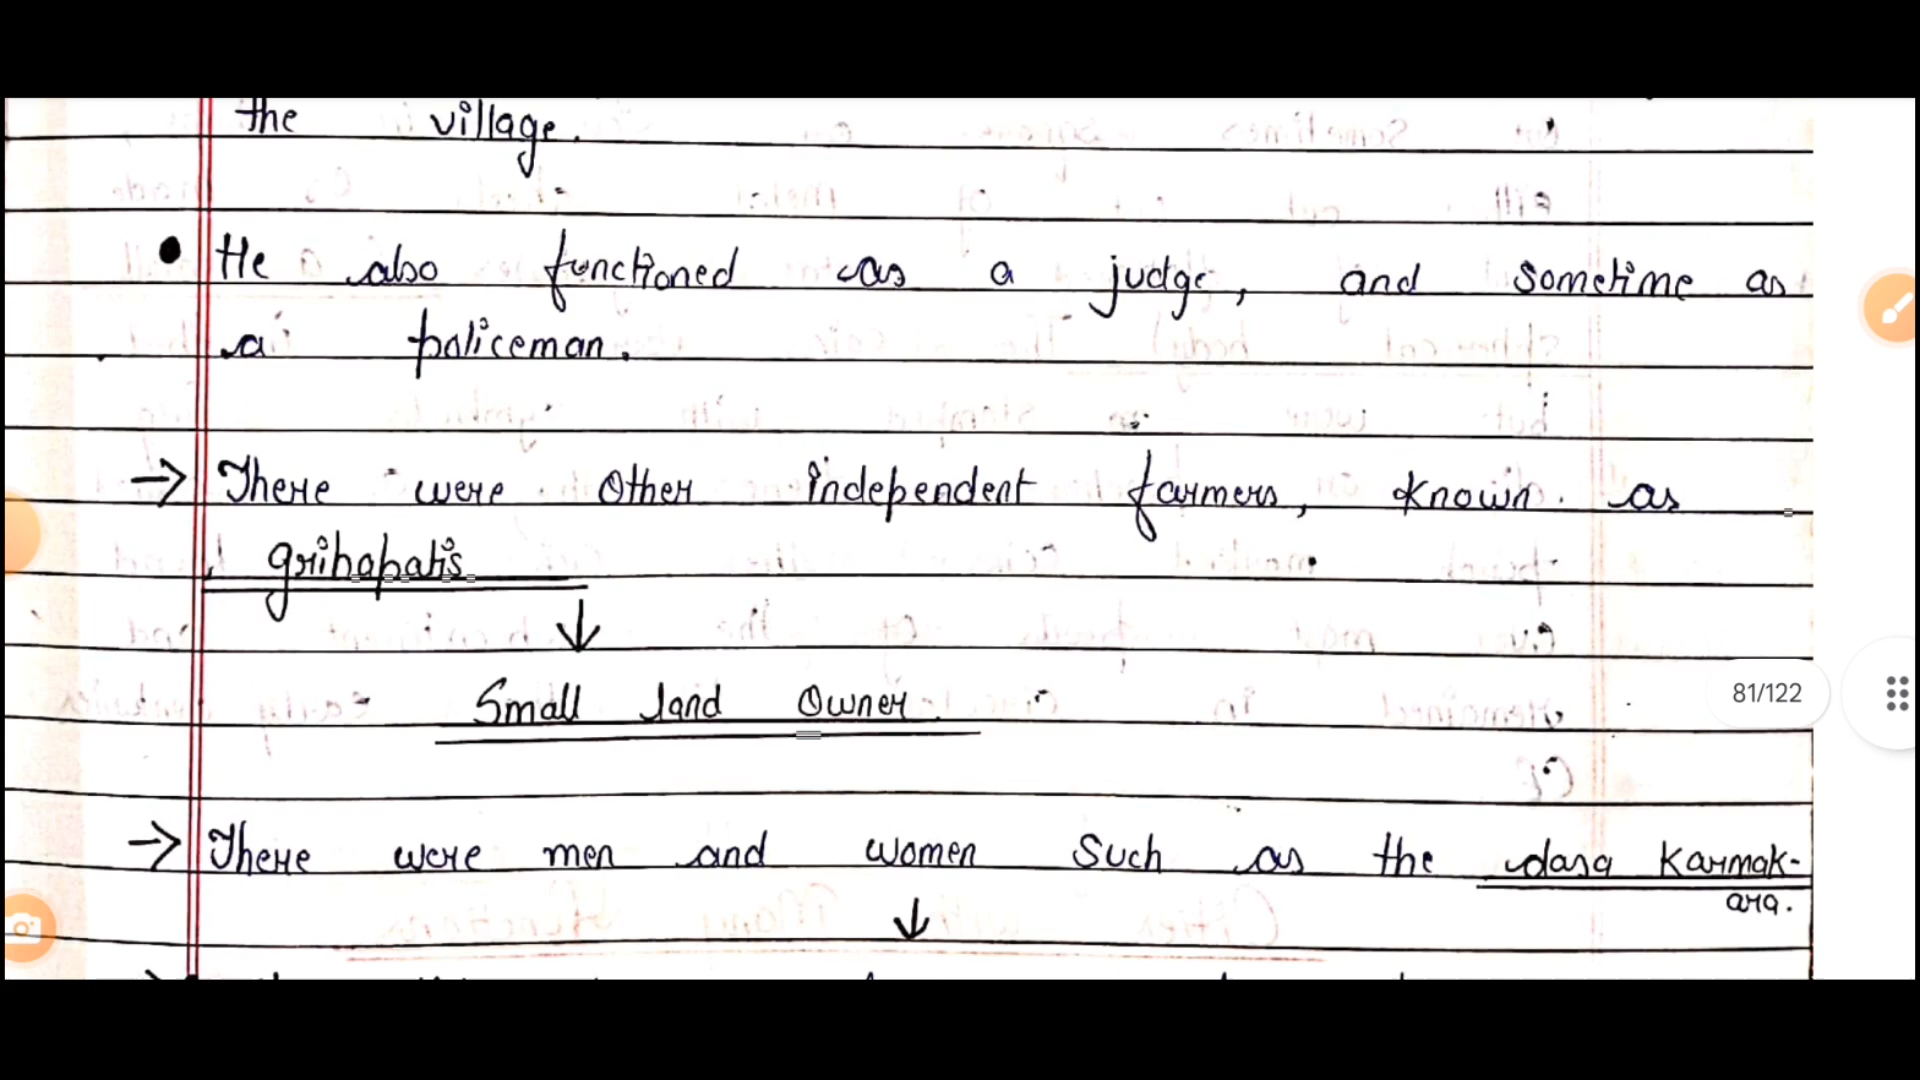 the village.
• He also functioned as a judge, and sometime as
a policeman.
→ There were other independent farmers, known as
grihapatis
↓
Small land owner.
81/122
→ There were men and women such as the dasa karmak-
ara.
↓